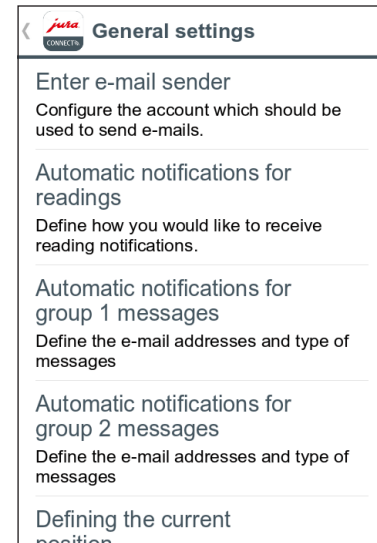 jura
CONNECT
General settings
Enter e-mail sender
Configure the account which should be
used to send e-mails.
Automatic notifications for
readings
Define how you would like to receive
reading notifications.
Automatic notifications for
group 1 messages
Define the e-mail addresses and type of
messages
Automatic notifications for
group 2 messages
Define the e-mail addresses and type of
messages
Defining the current
position